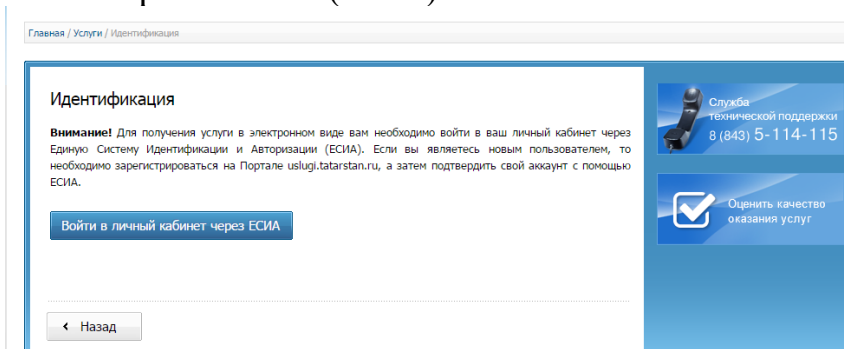 Главная / Услуги / Идентификация
Идентификация
Внимание! Для получения услуги в электронном виде вам необходимо войти в ваш личный кабинет через
Единую Систему Идентификации и Авторизации (ЕСИА). Если вы являетесь новым пользователем, то
необходимо зарегистрироваться на Портале uslugi.tatarstan.ru, а затем подтвердить свой аккаунт с помощью
ЕСИА.
Войти в личный кабинет через ЕСИА
Назад
Служба
технической поддержки
8 (843) 5-114-115
Оценить качество
оказания услуг